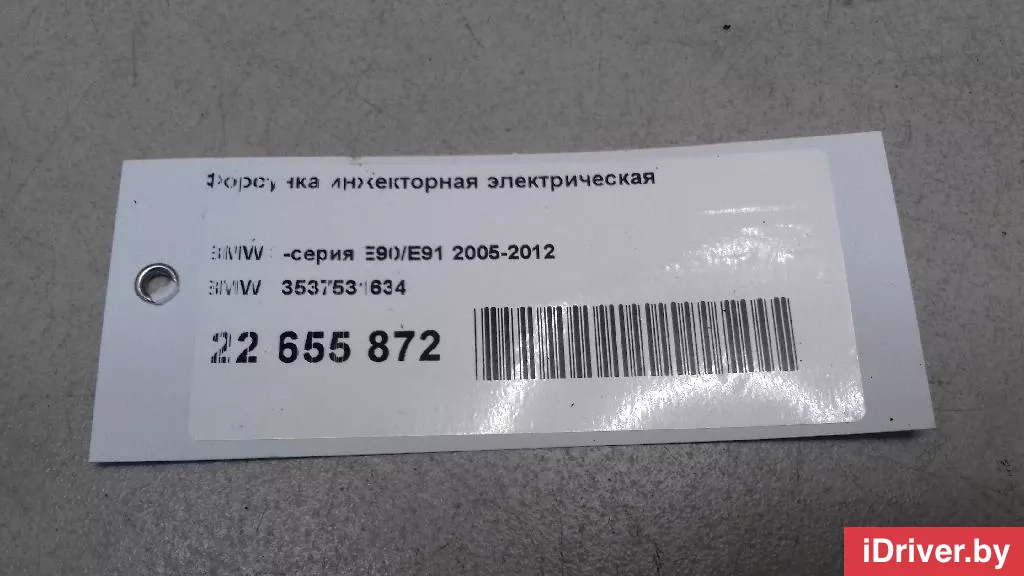 Форсунка инжекторная электрическая
BMW -серия E90/E91 2005-2012
BMW 3537531634
22 655 872
iDriver.by